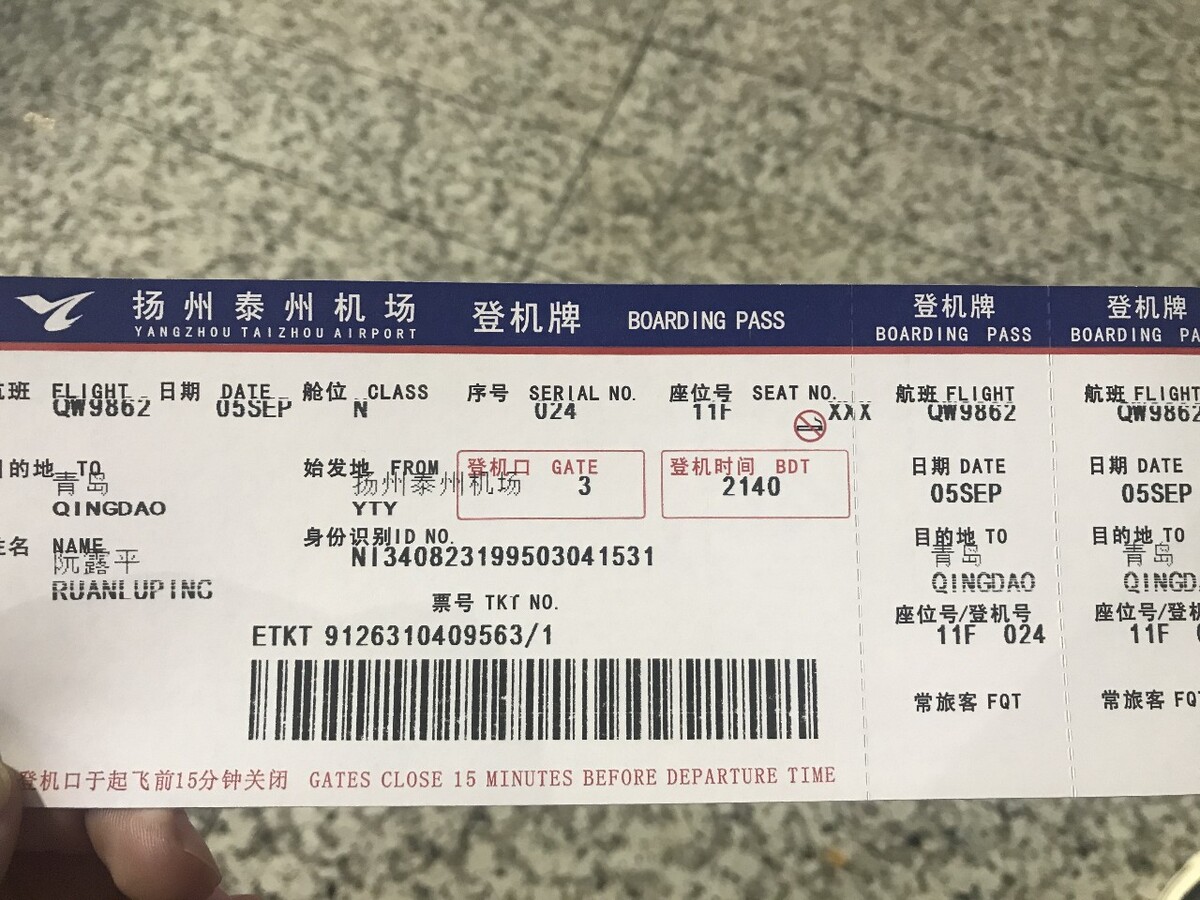 扬州泰州机场 登机牌 BOARDING PASS
YANGZHOU TAIZHOU AIRPORT
班 FLIGHT 日期 DATE 舱位 CLASS 序号 SERIAL NO. 座位号 SEAT NO.
QW9862 05SEP N 024 11F XXX
的地 TO 始发地 FROM 登机口 GATE 登机时间 BDT
青岛 扬州泰州机场 3 2140
QINGDAO YTY
名 NAME 身份识别ID NO.
阮露平 NI340823199503041531
RUANLUPING
票号 TKT NO.
ETKT 9126310409563/1
登机口于起飞前15分钟关闭 GATES CLOSE 15 MINUTES BEFORE DEPARTURE TIME
登机牌
BOARDING PASS
航班 FLIGHT
QW9862
日期 DATE
05SEP
目的地 TO
青岛
QINGDAO
座位号/登机号
11F 024
常旅客 FQT
登机牌
BOARDING PA
航班 FLIGHT
QW9862
日期 DATE
05SEP
目的地 TO
青岛
QINGD
座位号/登机
11F
常旅客 FQ